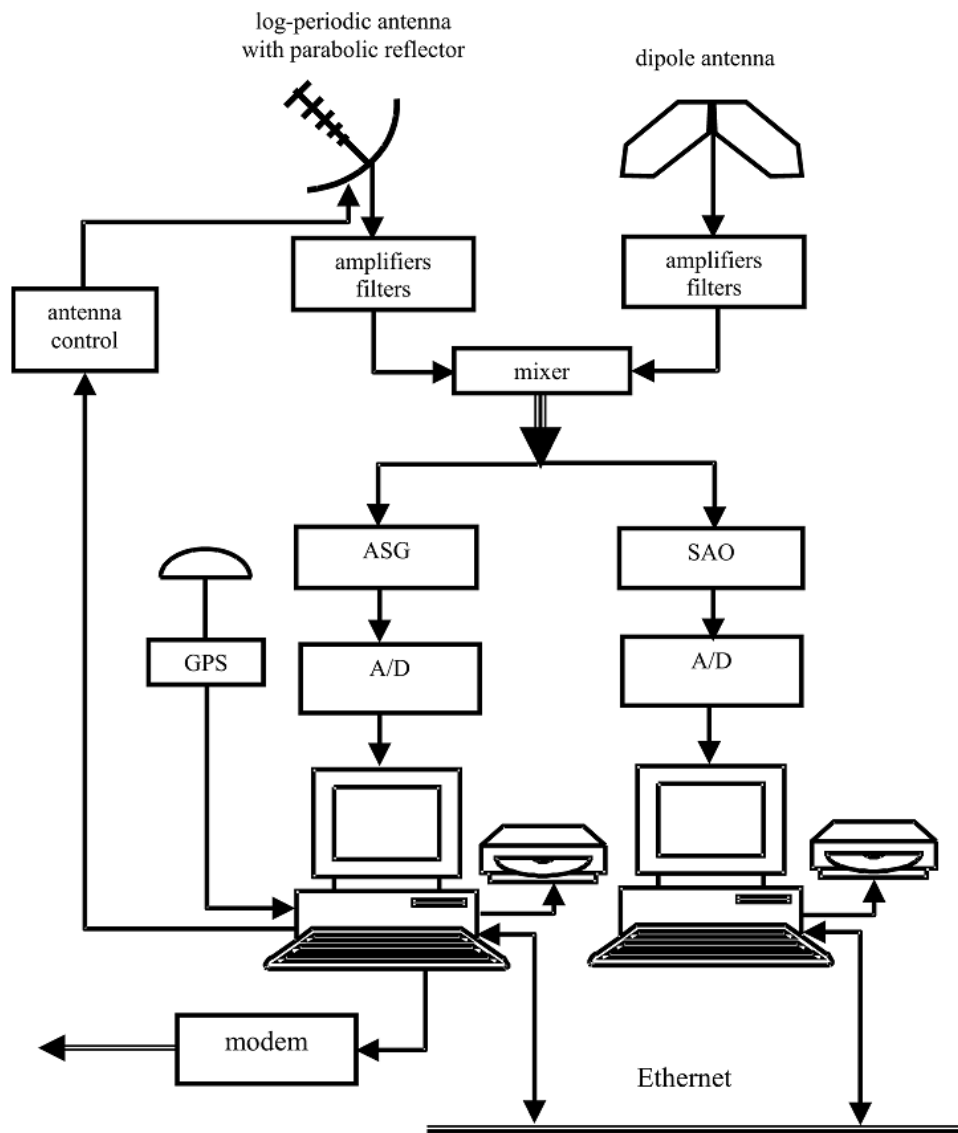 log-periodic antenna
with parabolic reflector
dipole antenna
amplifiers
filters
amplifiers
filters
antenna
control
mixer
ASG
SAO
GPS
A/D
A/D
modem
Ethernet